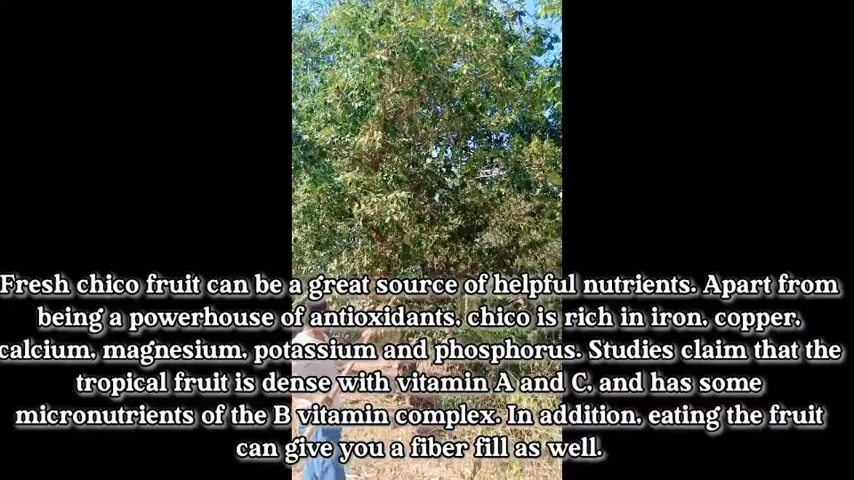 Fresh chico fruit can be a great source of helpful nutrients. Apart from
being a powerhouse of antioxidants, chico is rich in iron, copper,
calcium, magnesium, potassium and phosphorus. Studies claim that the
tropical fruit is dense with vitamin A and C, and has some
micronutrients of the B vitamin complex. In addition, eating the fruit
can give you a fiber fill as well.